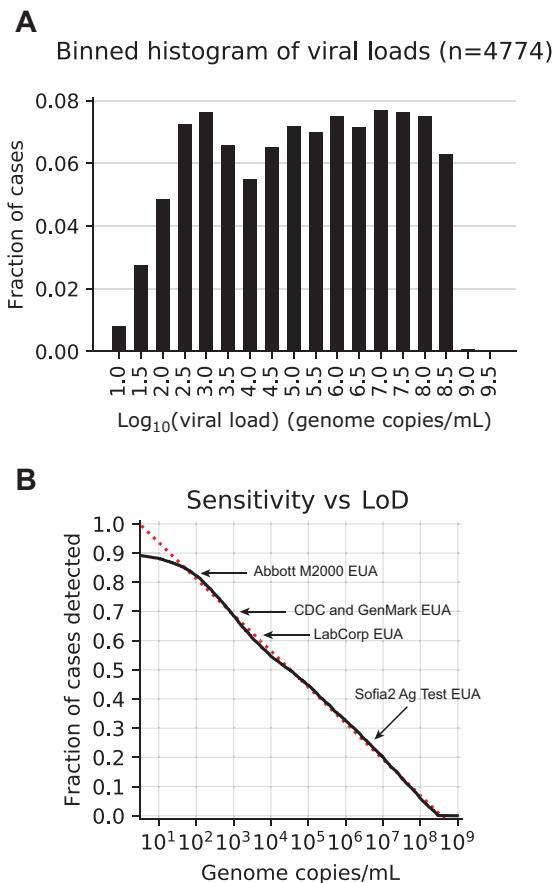 A
Binned histogram of viral loads (n=4774)
Fraction of cases
0.08
0.06
0.04
0.02
0.00
1.0 1.5 2.0 2.5 3.0 3.5 4.0 4.5 5.0 5.5 6.0 6.5 7.0 7.5 8.0 8.5 9.0 9.5
Log₁₀(viral load) (genome copies/mL)
B
Sensitivity vs LoD
Fraction of cases detected
1.0
0.9
0.8
0.7
0.6
0.5
0.4
0.3
0.2
0.1
0.0
Abbott M2000 EUA
CDC and GenMark EUA
LabCorp EUA
Sofia2 Ag Test EUA
10¹ 10² 10³ 10⁴ 10⁵ 10⁶ 10⁷ 10⁸ 10⁹
Genome copies/mL